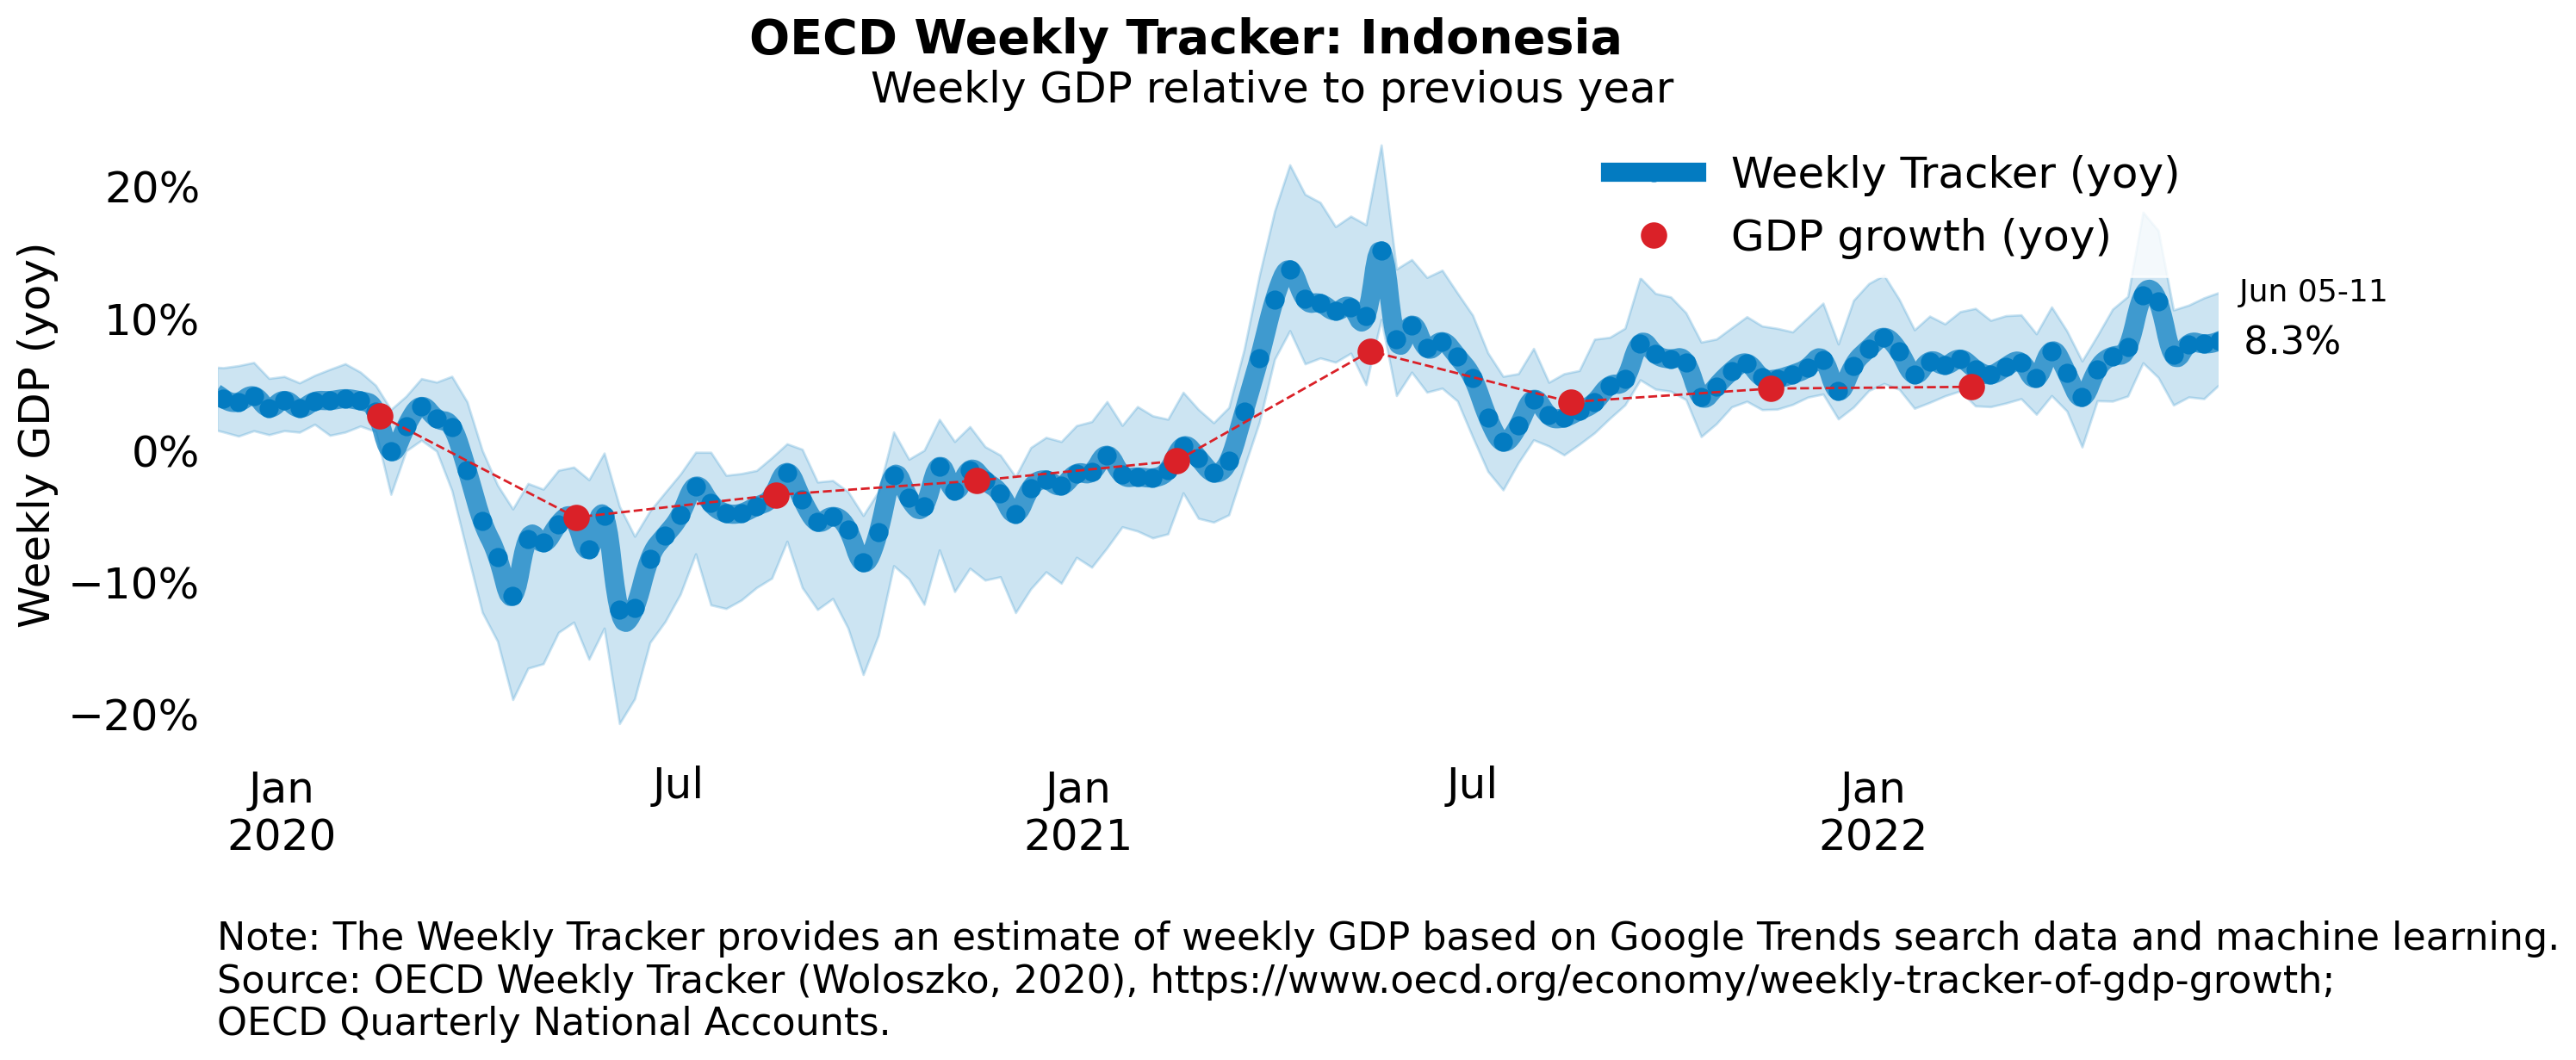 OECD Weekly Tracker: Indonesia
Weekly GDP relative to previous year
Weekly Tracker (yoy)
GDP growth (yoy)
Weekly GDP (yoy)
20%
10%
0%
−10%
−20%
Jun 05-11
8.3%
Jan
2020
Jul
Jan
2021
Jul
Jan
2022
Note: The Weekly Tracker provides an estimate of weekly GDP based on Google Trends search data and machine learning.
Source: OECD Weekly Tracker (Woloszko, 2020), https://www.oecd.org/economy/weekly-tracker-of-gdp-growth;
OECD Quarterly National Accounts.